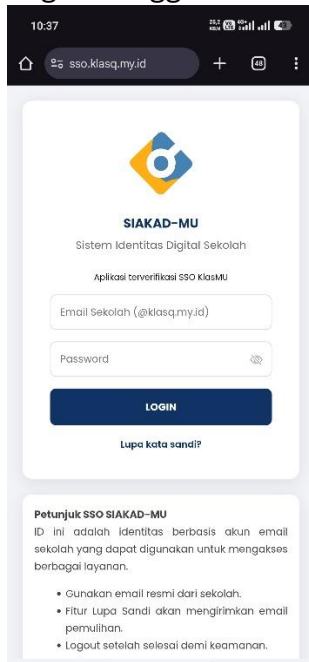 10:37
sso.klasq.my.id
48
SIAKAD-MU
Sistem Identitas Digital Sekolah
Aplikasi terverifikasi SSO KlasMU
Email Sekolah (@klasq.my.id)
Password
LOGIN
Lupa kata sandi?
Petunjuk SSO SIAKAD-MU
ID ini adalah identitas berbasis akun email
sekolah yang dapat digunakan untuk mengakses
berbagai layanan.
• Gunakan email resmi dari sekolah.
• Fitur Lupa Sandi akan mengirimkan email
pemulihan.
• Logout setelah selesai demi keamanan.